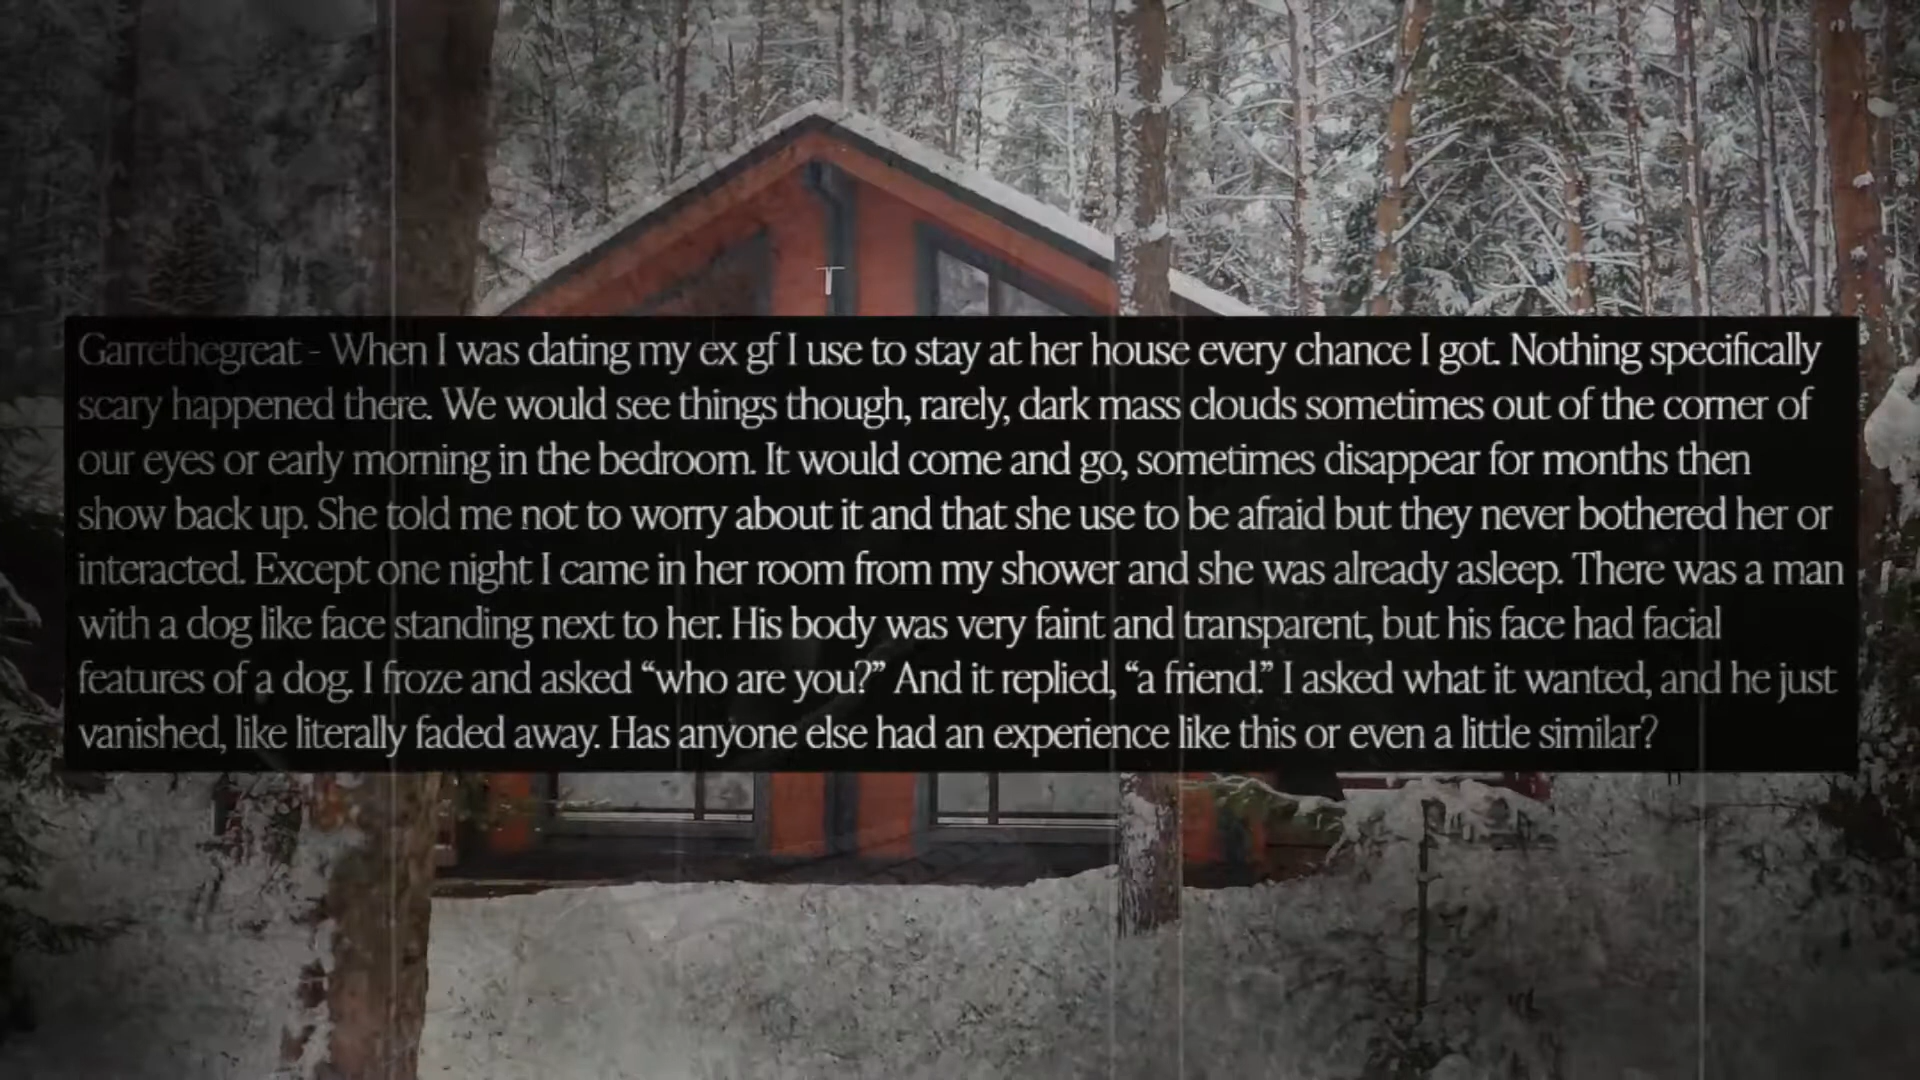 Garrethegreat - When I was dating my ex gf I use to stay at her house every chance I got. Nothing specifically
scary happened there. We would see things though, rarely, dark mass clouds sometimes out of the corner of
our eyes or early morning in the bedroom. It would come and go, sometimes disappear for months then
show back up. She told me not to worry about it and that she use to be afraid but they never bothered her or
interacted. Except one night I came in her room from my shower and she was already asleep. There was a man
with a dog like face standing next to her. His body was very faint and transparent, but his face had facial
features of a dog. I froze and asked “who are you?” And it replied, “a friend.” I asked what it wanted, and he just
vanished, like literally faded away. Has anyone else had an experience like this or even a little similar?